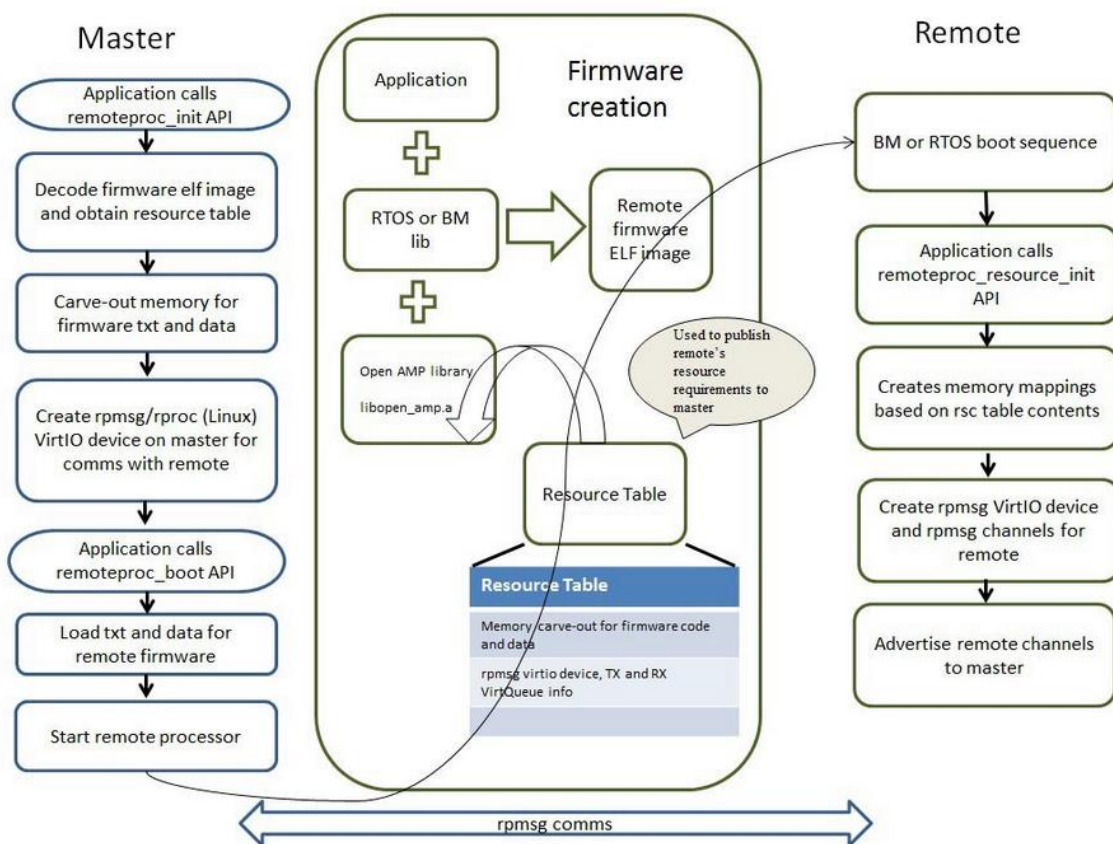 Master
Application calls
remoteproc_init API
Decode firmware elf image
and obtain resource table
Carve-out memory for
firmware txt and data
Create rpmsg/rproc (Linux)
VirtIO device on master for
comms with remote
Application calls
remoteproc_boot API
Load txt and data for
remote firmware
Start remote processor
Firmware
creation
Application
RTOS or BM
lib
Remote
firmware
ELF image
Open AMP library
libopen_amp.a
Used to publish
remote's
resource
requirements to
master
Resource Table
Resource Table
Memory carve-out for firmware code
and data
rpmsg virtio device, TX and RX
VirtQueue info
Remote
BM or RTOS boot sequence
Application calls
remoteproc_resource_init
API
Creates memory mappings
based on rsc table contents
Create rpmsg VirtIO device
and rpmsg channels for
remote
Advertise remote channels
to master
rpmsg comms